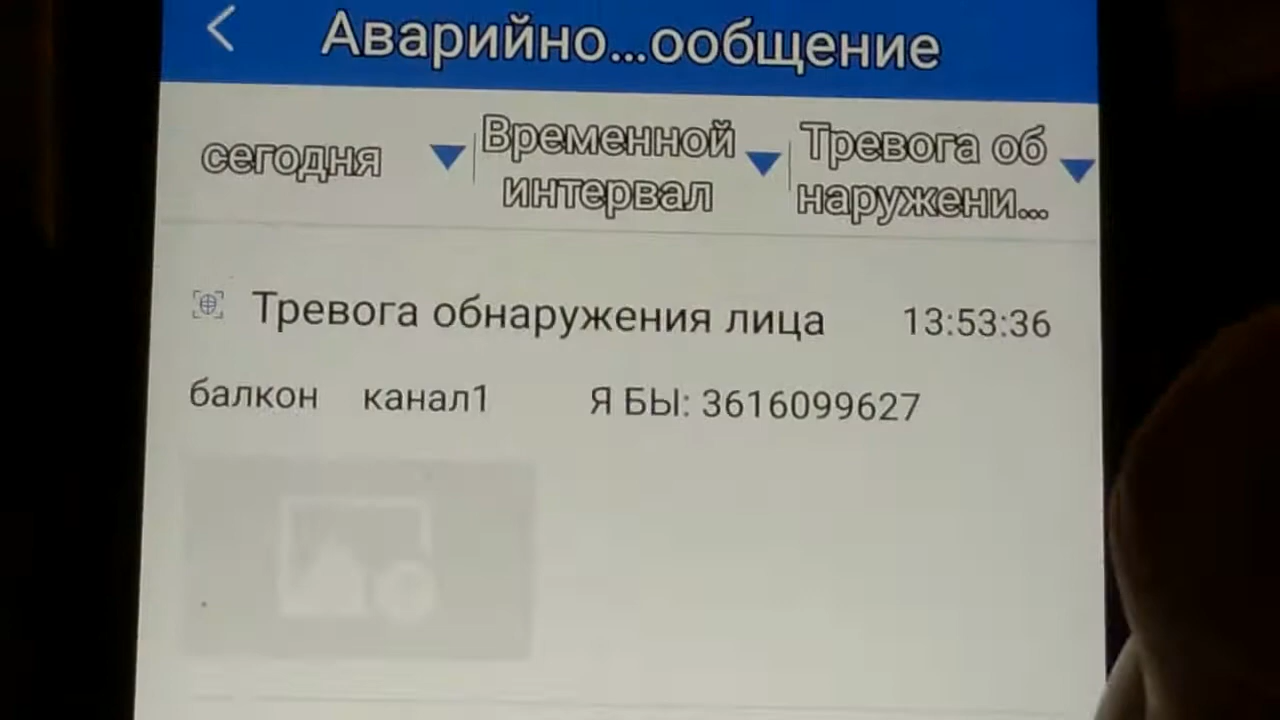 Аварийно...ообщение
сегодня
Временной
интервал
Тревога об
наружени...
Тревога обнаружения лица 13:53:36
балкон канал1 Я БЫ: 3616099627